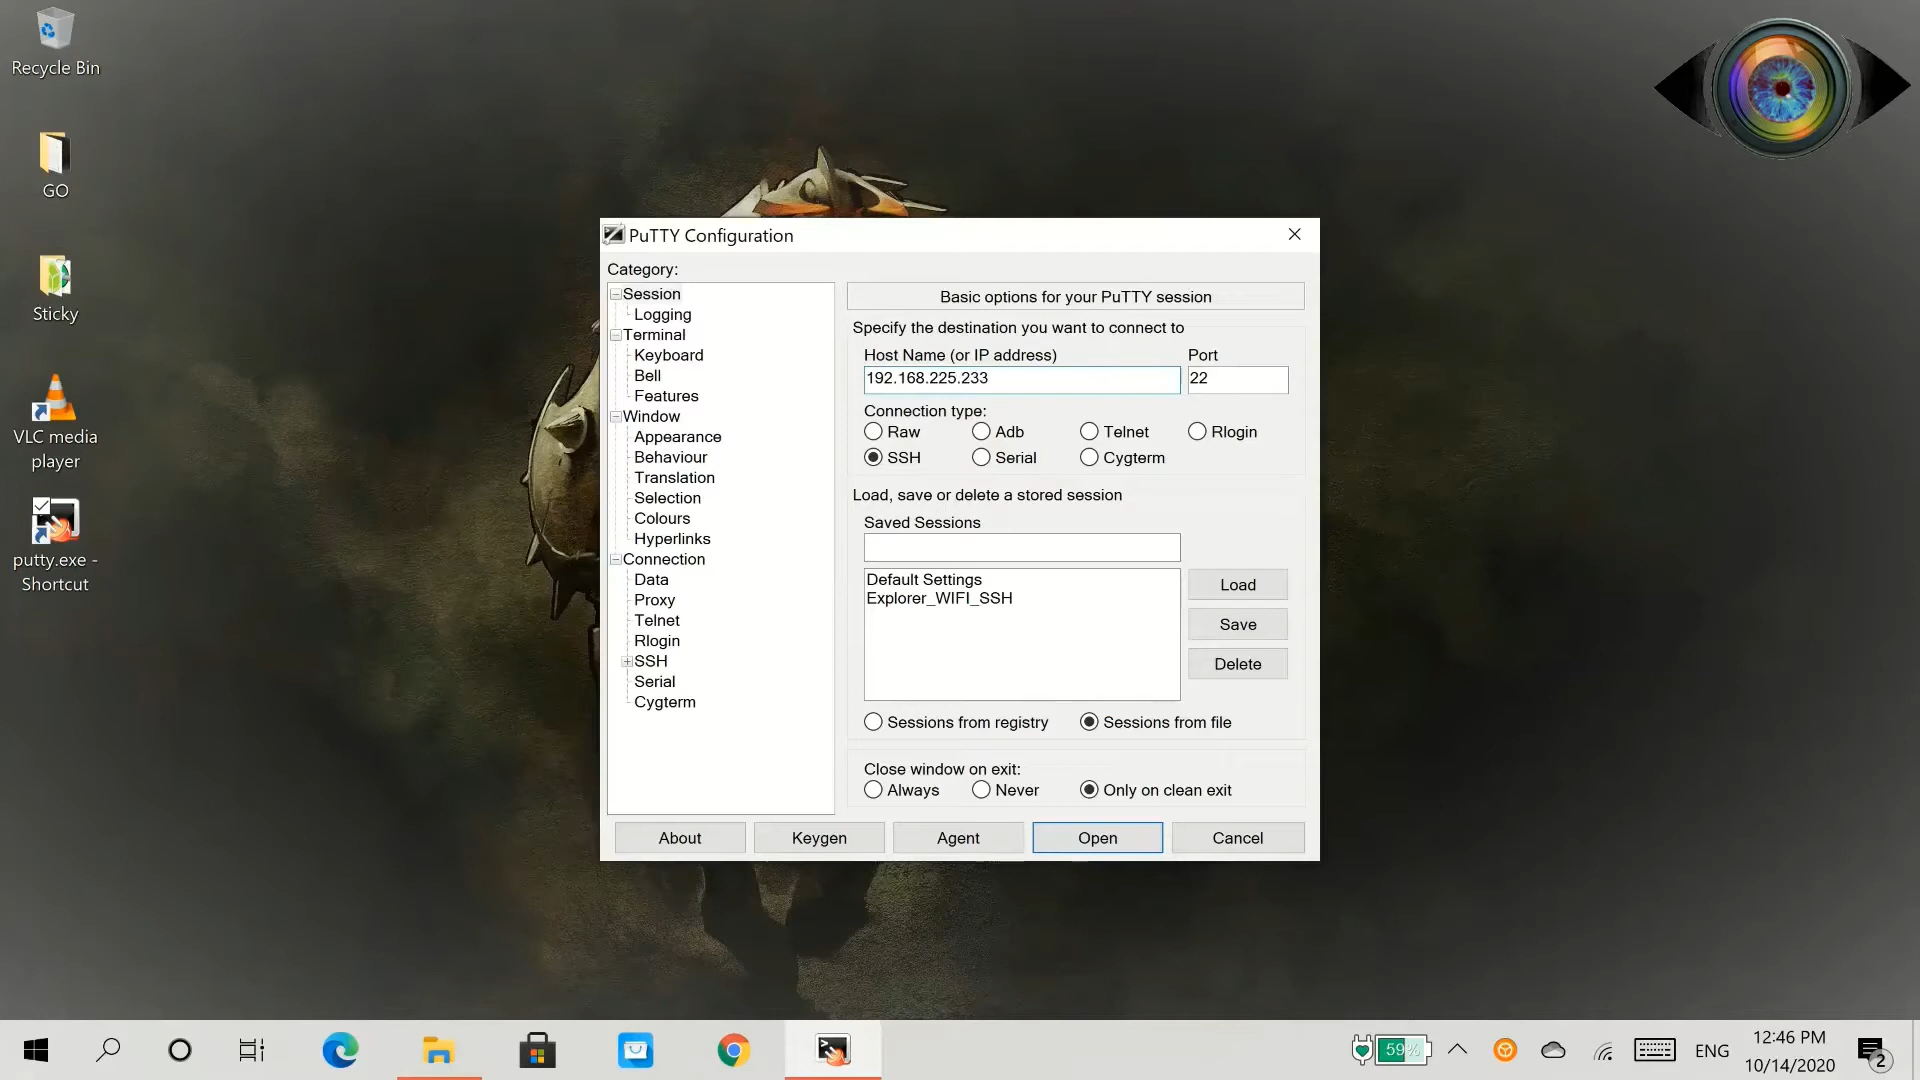 Recycle Bin
GO
Sticky
VLC media
player
putty.exe -
Shortcut
PuTTY Configuration
Category:
Session
Logging
Terminal
Keyboard
Bell
Features
Window
Appearance
Behaviour
Translation
Selection
Colours
Hyperlinks
Connection
Data
Proxy
Telnet
Rlogin
SSH
Serial
Cygterm
Basic options for your PuTTY session
Specify the destination you want to connect to
Host Name (or IP address) Port
192.168.225.233 22
Connection type:
Raw Adb Telnet Rlogin
SSH Serial Cygterm
Load, save or delete a stored session
Saved Sessions
Default Settings
Explorer_WIFI_SSH
Load
Save
Delete
Sessions from registry Sessions from file
Close window on exit:
Always Never Only on clean exit
About Keygen Agent Open Cancel
59%
ENG
12:46 PM
10/14/2020
2